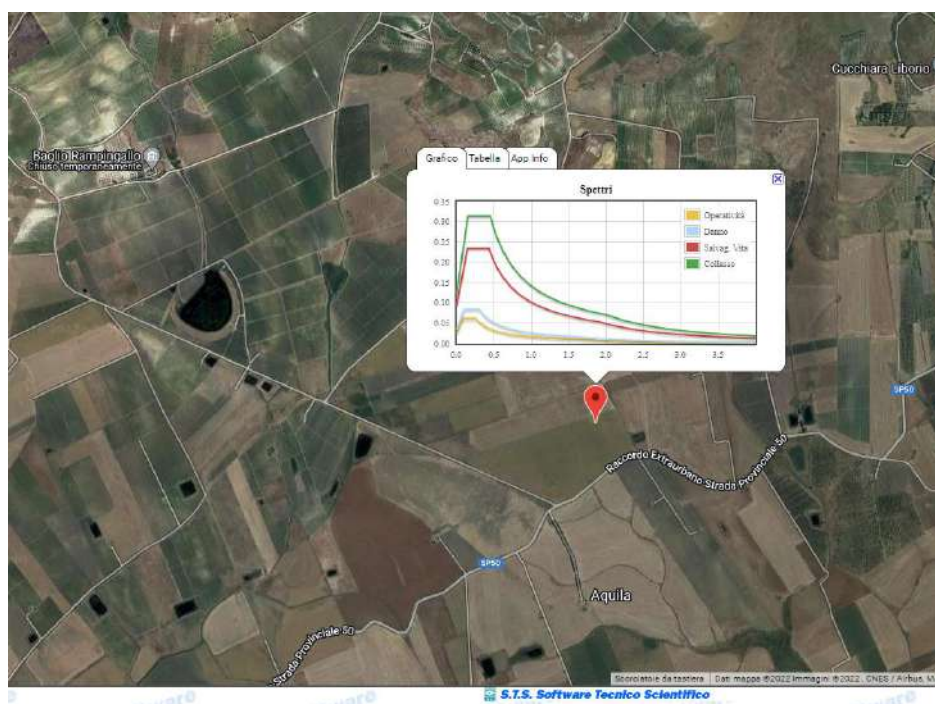 Cucchiara Liborio
Baglio Rampingallo
Chiuso temporaneamente
Grafico
Tabella
App Info
Spettri
0.35
0.30
0.25
0.20
0.15
0.10
0.05
0.00
0.0
0.5
1.0
1.5
2.0
2.5
3.0
3.5
Operatività
Danno
Salvag. Vita
Collasso
SP50
Raccordo Extraurbano Strada Provinciale 50
SP50
Aquila
Strada Provinciale 50
Scorciatoie da tastiera
Dati mappa ©2022 Immagini ©2022, CNES / Airbus, M
S.T.S. Software Tecnico Scientifico